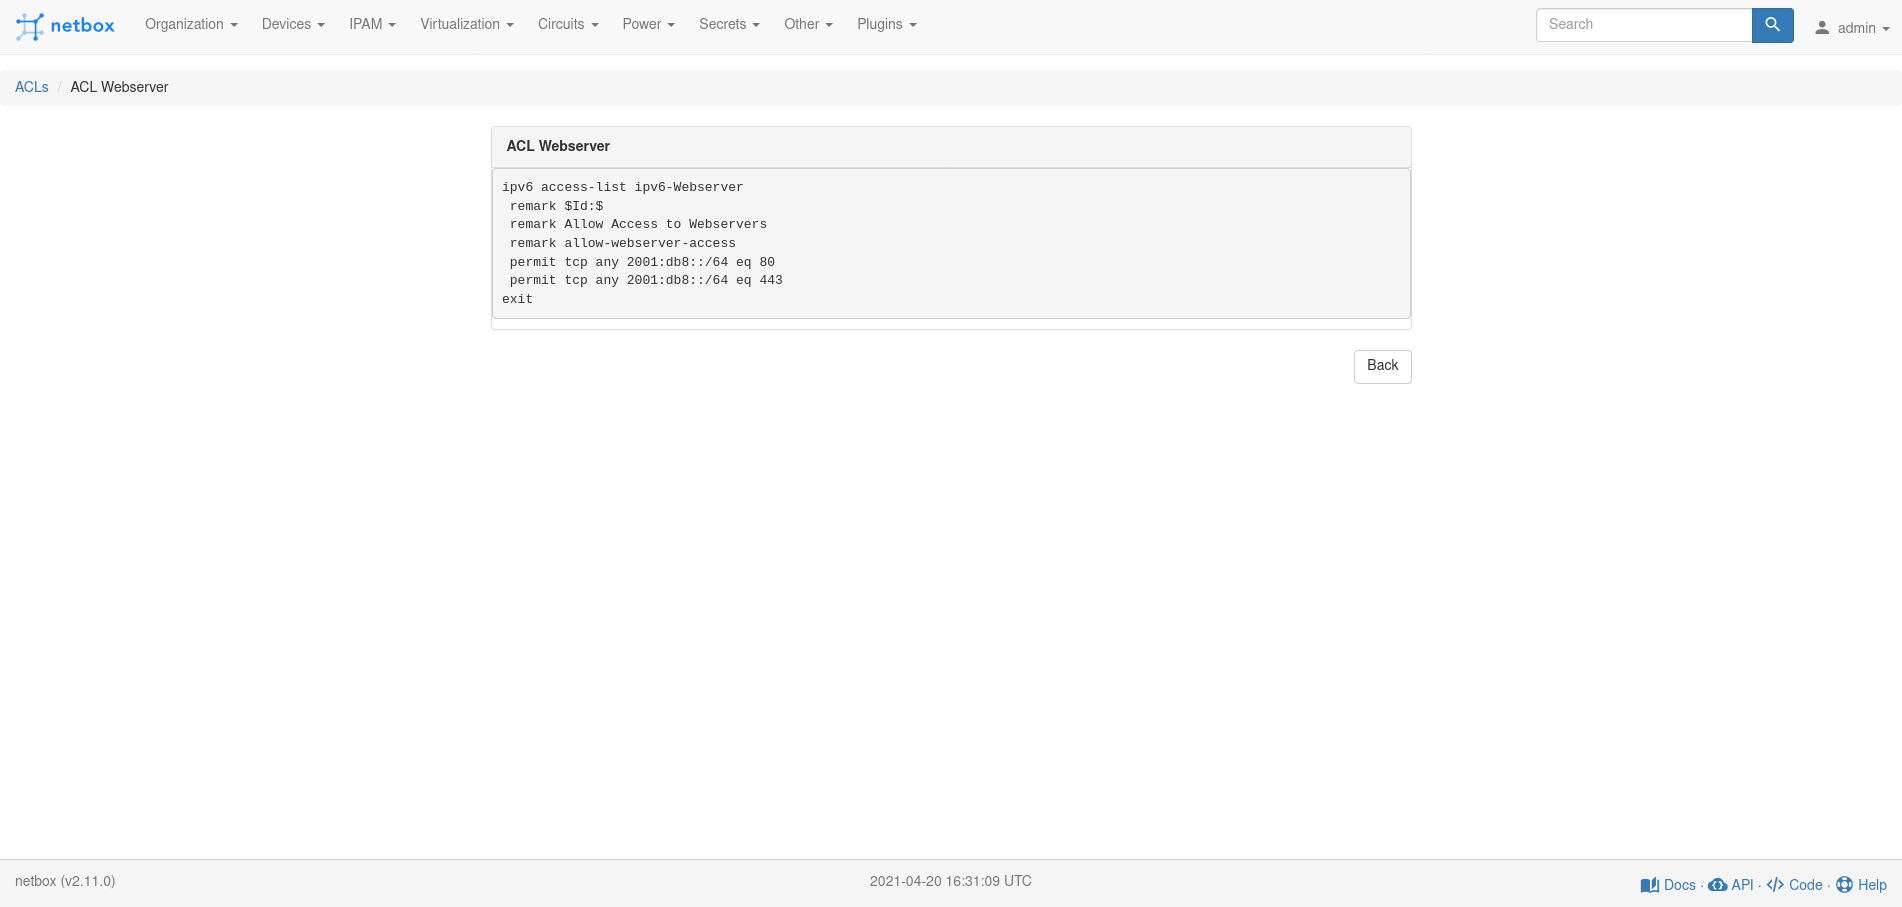 netbox Organization Devices IPAM Virtualization Circuits Power Secrets Other Plugins Search admin
ACLs / ACL Webserver
ACL Webserver
ipv6 access-list ipv6-Webserver
 remark $Id:$
 remark Allow Access to Webservers
 remark allow-webserver-access
 permit tcp any 2001:db8::/64 eq 80
 permit tcp any 2001:db8::/64 eq 443
exit
Back
netbox (v2.11.0) 2021-04-20 16:31:09 UTC Docs · API · Code · Help